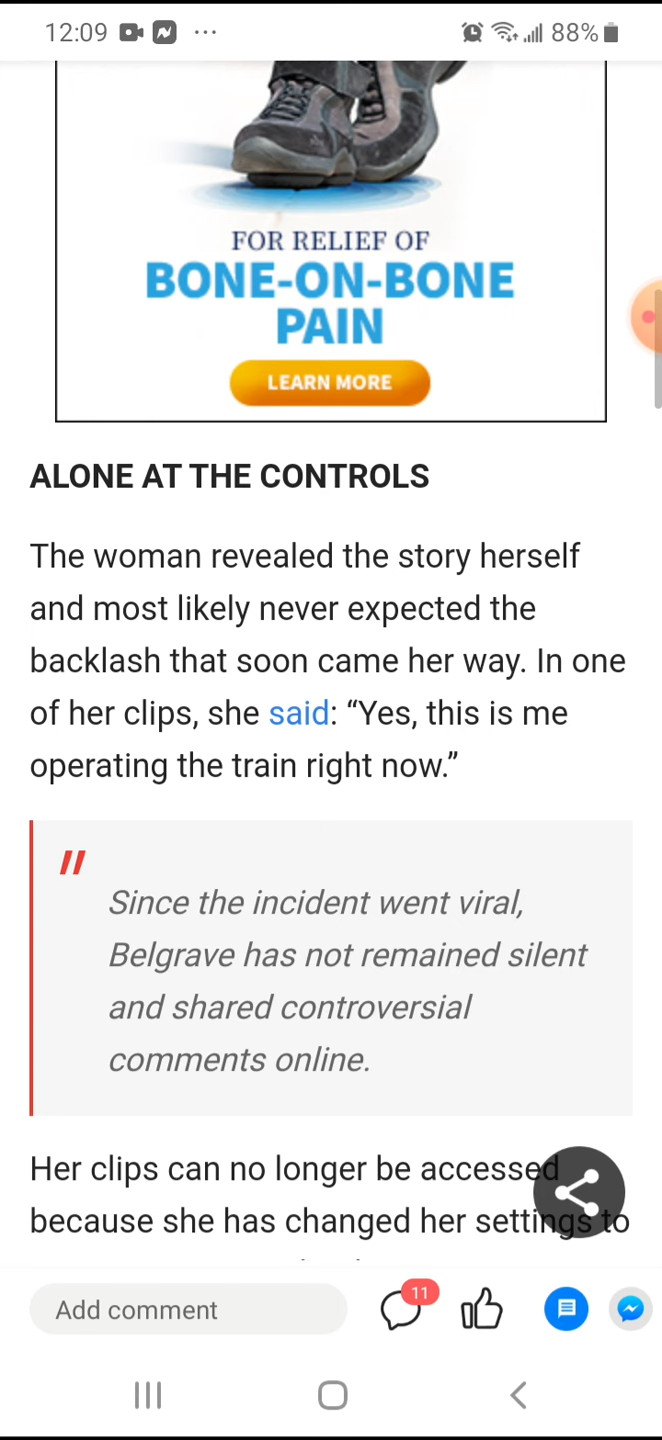 12:09
88%
FOR RELIEF OF
BONE-ON-BONE
PAIN
LEARN MORE
ALONE AT THE CONTROLS
The woman revealed the story herself
and most likely never expected the
backlash that soon came her way. In one
of her clips, she said: “Yes, this is me
operating the train right now.”
Since the incident went viral,
Belgrave has not remained silent
and shared controversial
comments online.
Her clips can no longer be accessed
because she has changed her settings to
Add comment
11